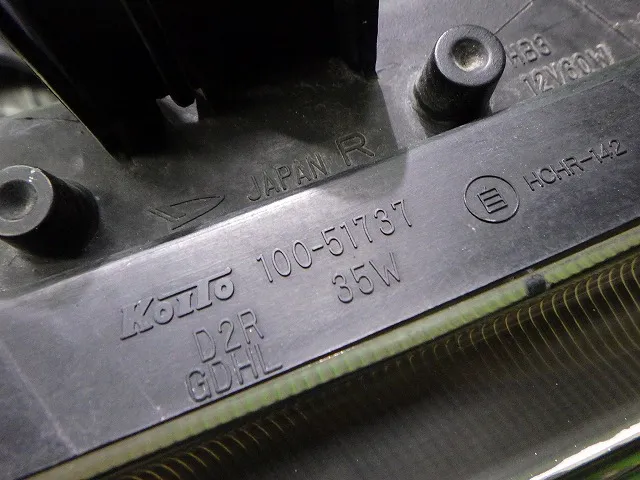 HB3
12V60W
JAPAN R
HCHR-142
KOITO 100-51737
D2R 35W
GDHL